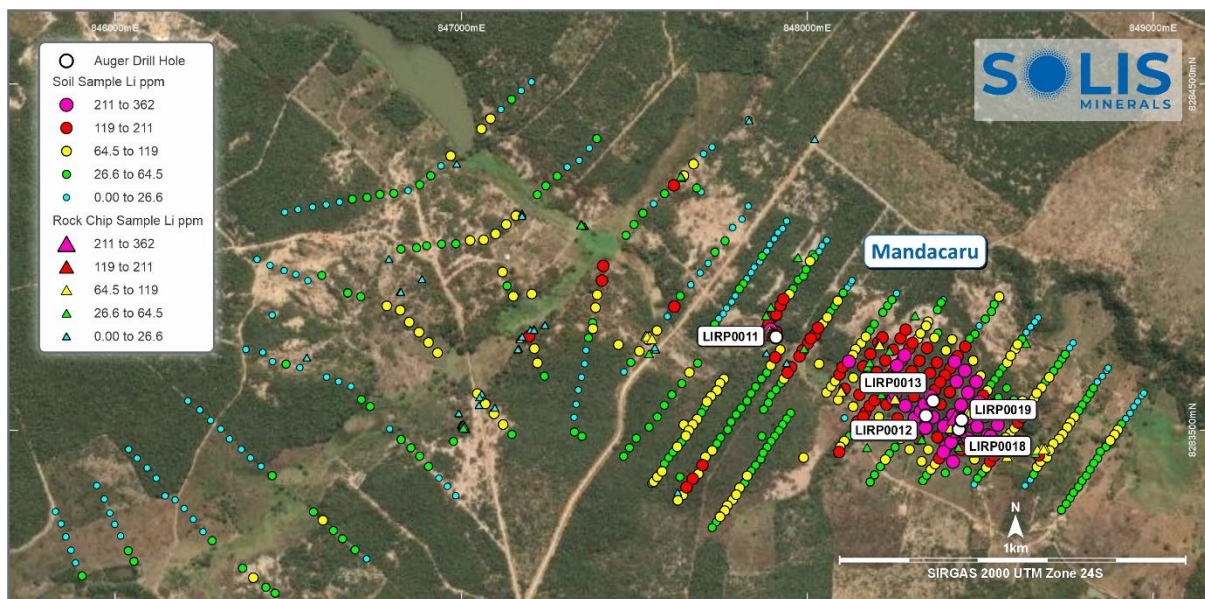 846000mE
847000mE
848000mE
849000mE
Auger Drill Hole
Soil Sample Li ppm
211 to 362
119 to 211
64.5 to 119
26.6 to 64.5
0.00 to 26.6
Rock Chip Sample Li ppm
211 to 362
119 to 211
64.5 to 119
26.6 to 64.5
0.00 to 26.6
SOLIS
MINERALS
8284500mN
Mandacaru
LIRP0011
LIRP0013
LIRP0019
LIRP0012
LIRP0018
8283500mN
N
1km
SIRGAS 2000 UTM Zone 24S